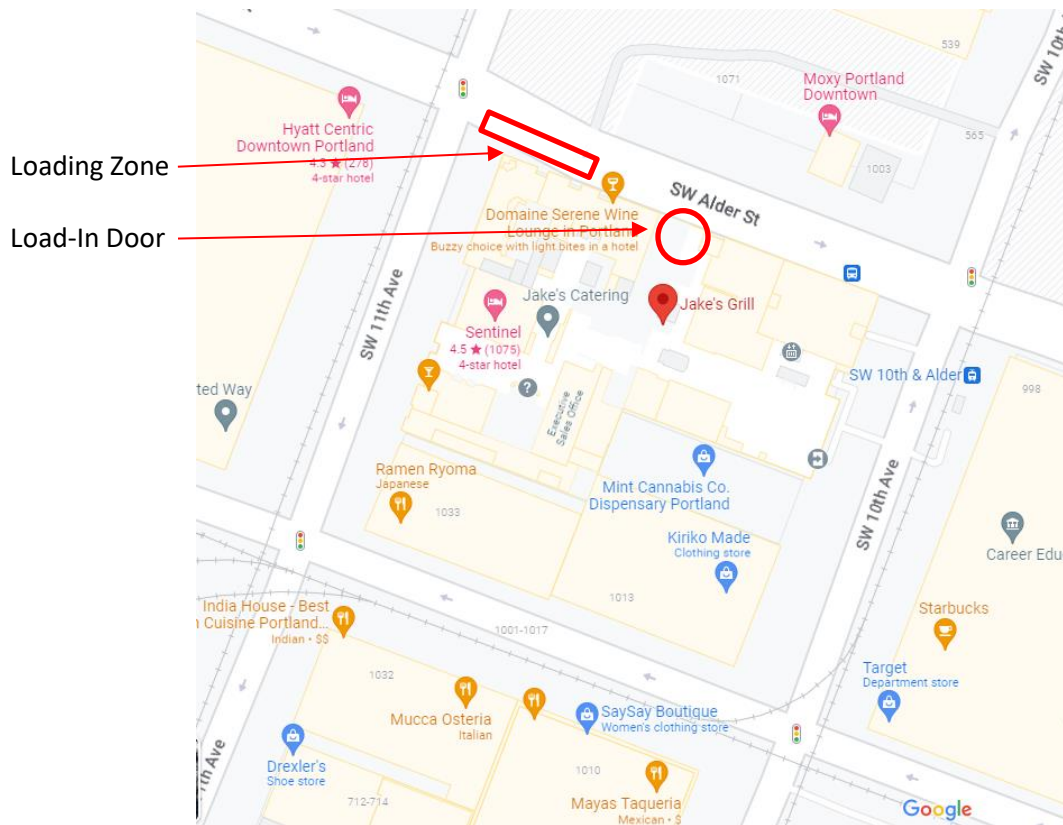 539
SW 10th
1071
Moxy Portland
Downtown
Hyatt Centric
Downtown Portland
4.3 ★ (278)
4-star hotel
565
Loading Zone
1003
SW Alder St
Domaine Serene Wine
Lounge in Portland
Buzzy choice with light bites in a hotel
Load-In Door
Jake's Catering
Jake's Grill
SW 11th Ave
Sentinel
4.5 ★ (1075)
4-star hotel
SW 10th & Alder
998
ted Way
?
Executive
Sales Office
Ramen Ryoma
Japanese
1033
Mint Cannabis Co.
Dispensary Portland
SW 10th Ave
Kiriko Made
Clothing store
Career Edu
1013
India House - Best
n Cuisine Portland...
Indian • $$
1001-1017
Starbucks
1032
Target
Department store
Mucca Osteria
Italian
SaySay Boutique
Women's clothing store
1th Ave
Drexler's
Shoe store
1010
712-714
Mayas Taqueria
Mexican • $
Google